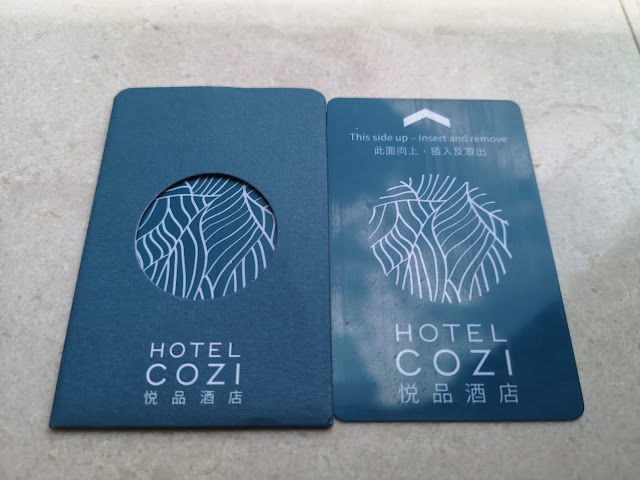 HOTEL
COZI
悦品酒店
This side up - Insert and remove
此面向上，插入及取出
HOTEL
COZI
悦品酒店